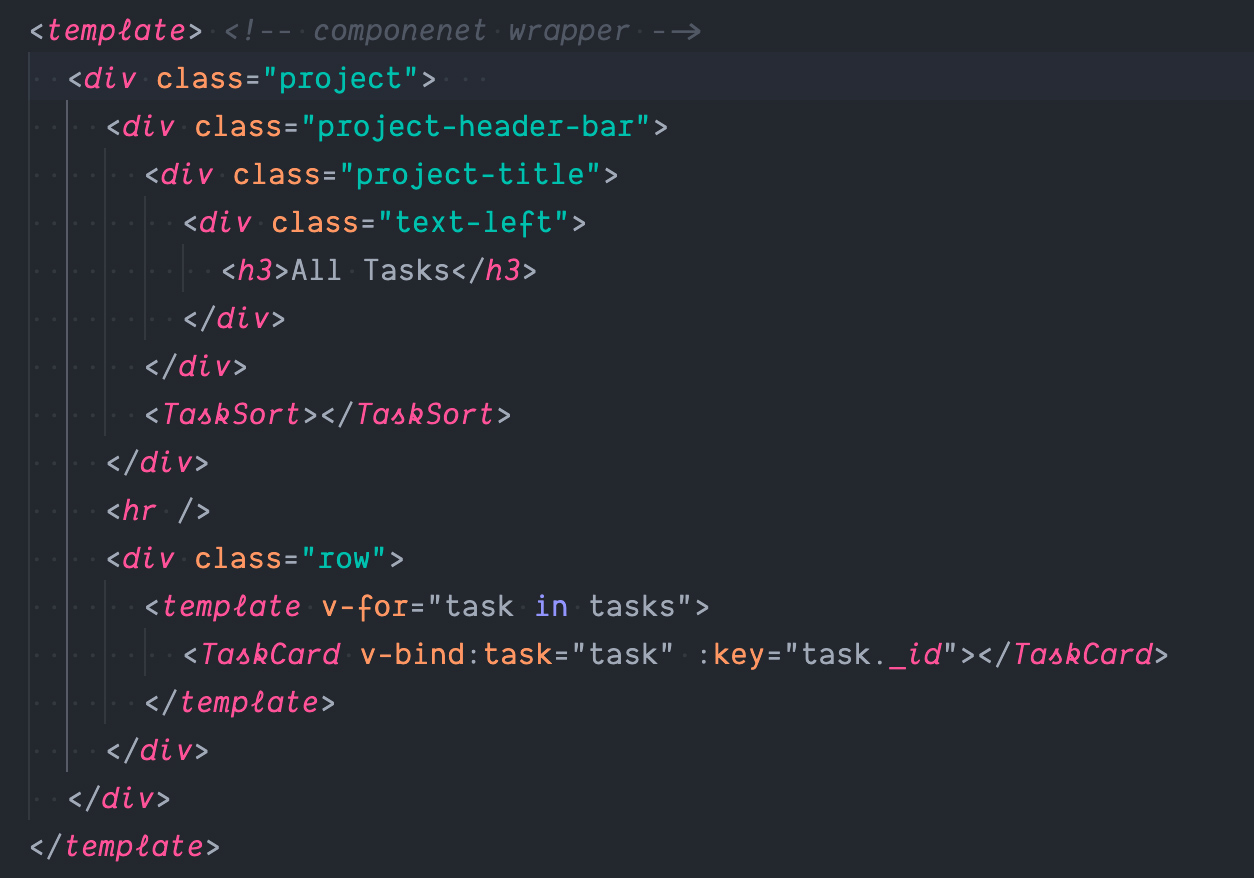 <template> <!-- componenet wrapper -->
<div class="project">
<div class="project-header-bar">
<div class="project-title">
<div class="text-left">
<h3>All Tasks</h3>
</div>
</div>
<TaskSort></TaskSort>
</div>
<hr />
<div class="row">
<template v-for="task in tasks">
<TaskCard v-bind:task="task" :key="task._id"></TaskCard>
</template>
</div>
</div>
</template>